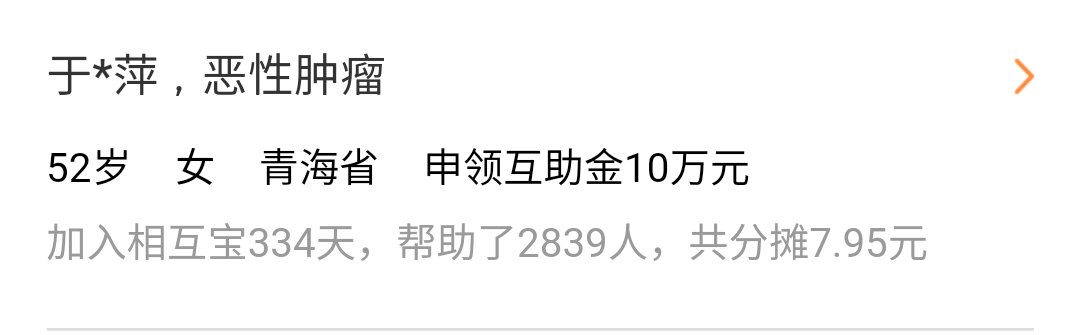 于*萍，恶性肿瘤
52岁 女 青海省 申领互助金10万元
加入相互宝334天，帮助了2839人，共分摊7.95元